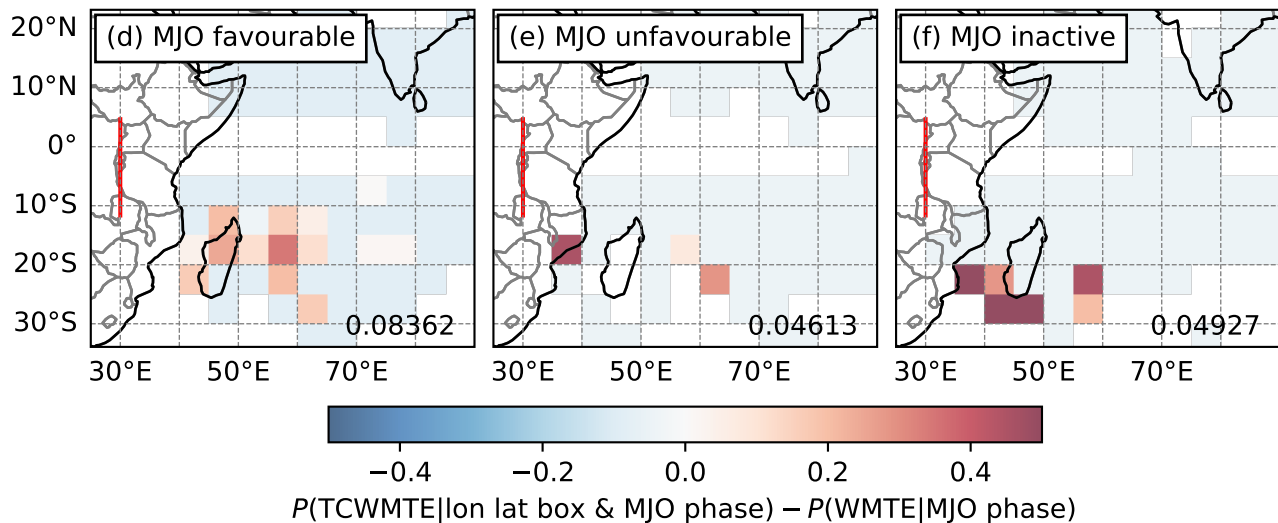 (d) MJO favourable (e) MJO unfavourable (f) MJO inactive
20°N
10°N
0°
10°S
20°S
30°S
0.08362 0.04613 0.04927
30°E 50°E 70°E 30°E 50°E 70°E 30°E 50°E 70°E
−0.4 −0.2 0.0 0.2 0.4
P(TCWMTE|lon lat box & MJO phase) − P(WMTE|MJO phase)